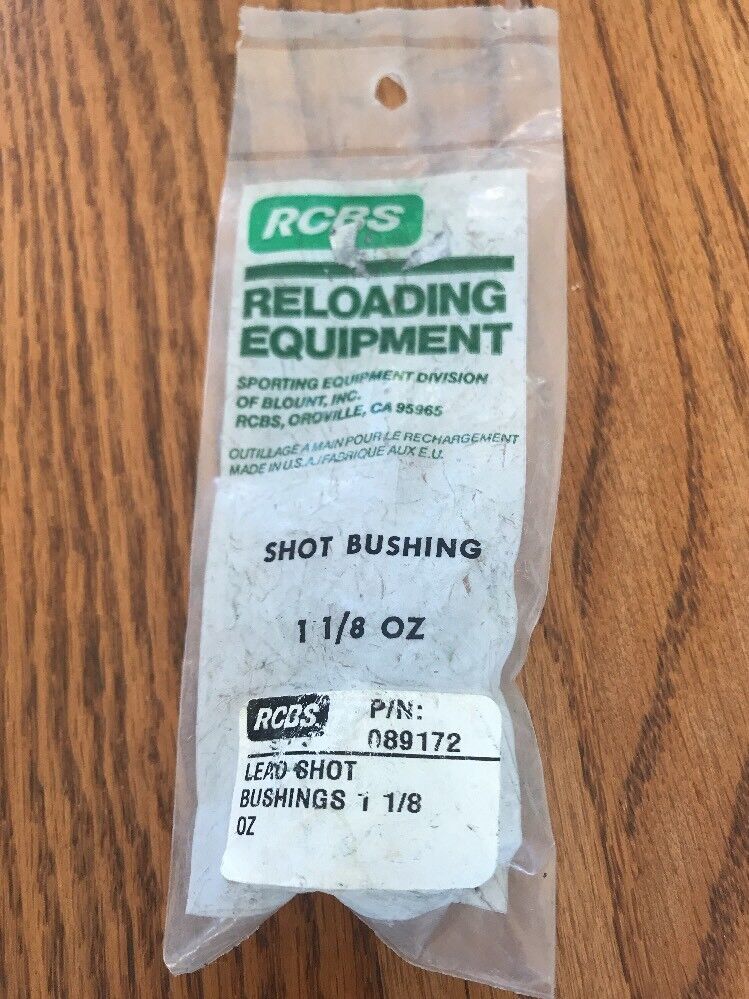 RCBS
RELOADING
EQUIPMENT
SPORTING EQUIPMENT DIVISION
OF BLOUNT, INC.
RCBS, OROVILLE, CA 95965
OUTILLAGE A MAIN POUR LE RECHARGEMENT
MADE IN U.S.A./FABRIQUE AUX E.U.
SHOT BUSHING
1 1/8 OZ
RCBS P/N:
089172
LEAD SHOT
BUSHINGS 1 1/8
OZ